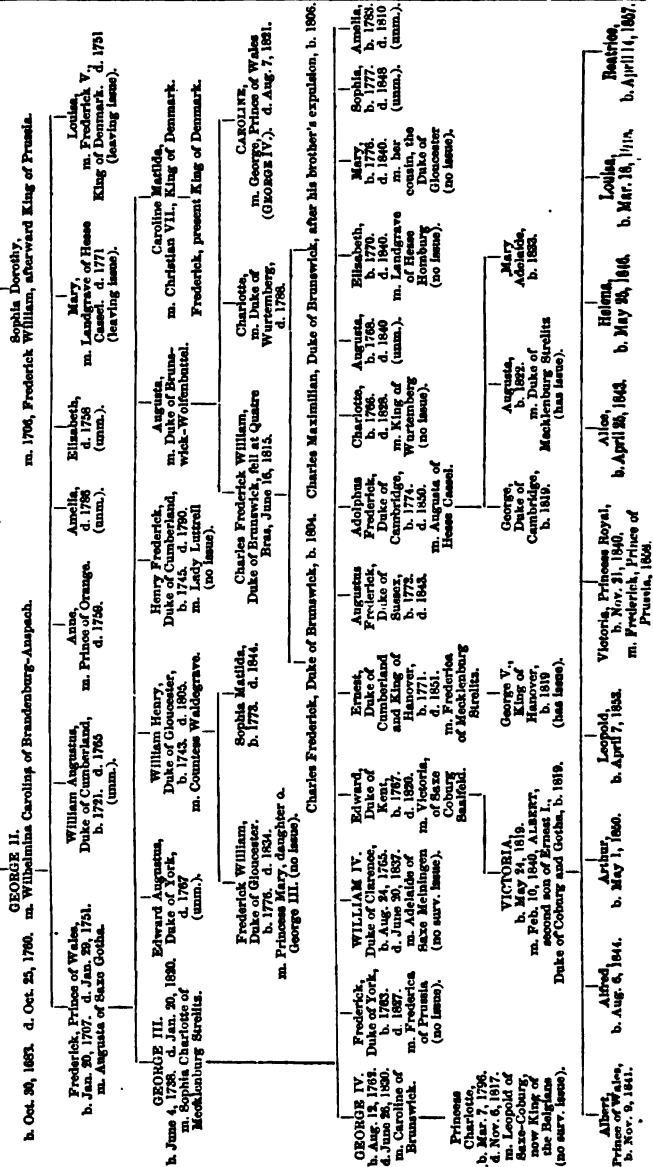 GEORGE II.
b. Oct. 30, 1683. d. Oct. 25, 1760. m. Wilhelmina Carolina of Brandenburg-Anspach.
Sophia Dorothy,
m. 1706, Frederick William, afterward King of Prussia.
Frederick, Prince of Wales,
b. Jan. 20, 1707. d. Jan. 29, 1751.
m. Augusta of Saxe Gotha.
William Augustus,
Duke of Cumberland,
b. 1721. d. 1765
(unm.).
Anne,
m. Prince of Orange.
d. 1759.
Amelia,
d. 1786
(unm.).
Elizabeth,
d. 1758
(unm.).
Mary,
m. Landgrave of Hesse
Cassel. d. 1771
(leaving issue).
Louisa,
m. Frederick V.,
King of Denmark. d. 1751
(leaving issue).
GEORGE III.
b. June 4, 1738. d. Jan. 20, 1820.
m. Sophia Charlotte of
Mecklenburg Strelitz.
Edward Augustus,
Duke of York,
d. 1767
(unm.).
William Henry,
Duke of Gloucester,
b. 1743. d. 1805.
m. Countess Waldegrave.
Henry Frederick,
Duke of Cumberland,
b. 1745. d. 1790.
m. Lady Luttrell
(no issue).
Augusta,
m. Duke of Bruns-
wick-Wolfenbuttel.
Caroline Matilda,
m. Christian VII., King of Denmark.
Frederick, present King of Denmark.
Frederick William,
Duke of Gloucester.
b. 1776. d. 1834.
m. Princess Mary, daughter o.
George III. (no issue).
Sophia Matilda,
b. 1773. d. 1844.
Charles Frederick William,
Duke of Brunswick, fell at Quatre
Bras, June 16, 1815.
Charlotte,
m. Duke of
Wurtemberg,
d. 1788.
CAROLINE,
m. George, Prince of Wales
(GEORGE IV.). d. Aug. 7, 1821.
Charles Frederick, Duke of Brunswick, b. 1804. Charles Maximilian, Duke of Brunswick, after his brother's expulsion, b. 1806.
GEORGE IV.
b. Aug. 12, 1762.
d. June 26, 1830.
m. Caroline of
Brunswick.
Frederick,
Duke of York,
b. 1763.
d. 1827.
m. Frederica
of Prussia
(no issue).
WILLIAM IV.
Duke of Clarence,
b. Aug. 24, 1765.
d. June 20, 1837.
m. Adelaide of
Saxe Meiningen
(no surv. issue).
Edward,
Duke of
Kent,
b. 1767.
d. 1820.
m. Victoria,
of Saxe
Coburg
Saalfeld.
Ernest,
Duke of
Cumberland
and King of
Hanover,
b. 1771.
d. 1851.
m. Frederica
of Mecklenburg
Strelitz.
Augustus
Frederick,
Duke of
Sussex,
b. 1773.
d. 1843.
Adolphus
Frederick,
Duke of
Cambridge,
b. 1774.
d. 1850.
m. Augusta of
Hesse Cassel.
Charlotte,
b. 1766.
d. 1828.
m. King of
Wurtemberg
(no issue).
Augusta,
b. 1768.
d. 1840
(unm.).
Elizabeth,
b. 1770.
d. 1840.
m. Landgrave
of Hesse
Homburg
(no issue).
Mary,
b. 1776.
d. 1840.
m. her
cousin, the
Duke of
Gloucester
(no issue).
Sophia,
b. 1777.
d. 1848
(unm.).
Amelia,
b. 1783.
d. 1810
(unm.).
Princess
Charlotte,
b. Mar. 7, 1796.
d. Nov. 6, 1817.
m. Leopold of
Saxe-Coburg,
now King of
the Belgians
(no surv. issue).
VICTORIA,
b. May 24, 1819.
m. Feb. 10, 1840, ALBERT,
second son of Ernest I.,
Duke of Coburg and Gotha, b. 1819.
George V.,
King of
Hanover,
b. 1819
(has issue).
George,
Duke of
Cambridge,
b. 1819.
Augusta,
b. 1822.
m. Duke of
Mecklenburg Strelitz
(has issue).
Mary
Adelaide,
b. 1833.
Albert,
Prince of Wales,
b. Nov. 9, 1841.
Alfred,
b. Aug. 6, 1844.
Arthur,
b. May 1, 1850.
Leopold,
b. April 7, 1853.
Victoria, Princess Royal,
b. Nov. 21, 1840.
m. Frederick, Prince of
Prussia, 1858.
Alice,
b. April 25, 1843.
Helena,
b. May 25, 1846.
Louisa,
b. Mar. 18,
Beatrice,
b. April 14, 1857.